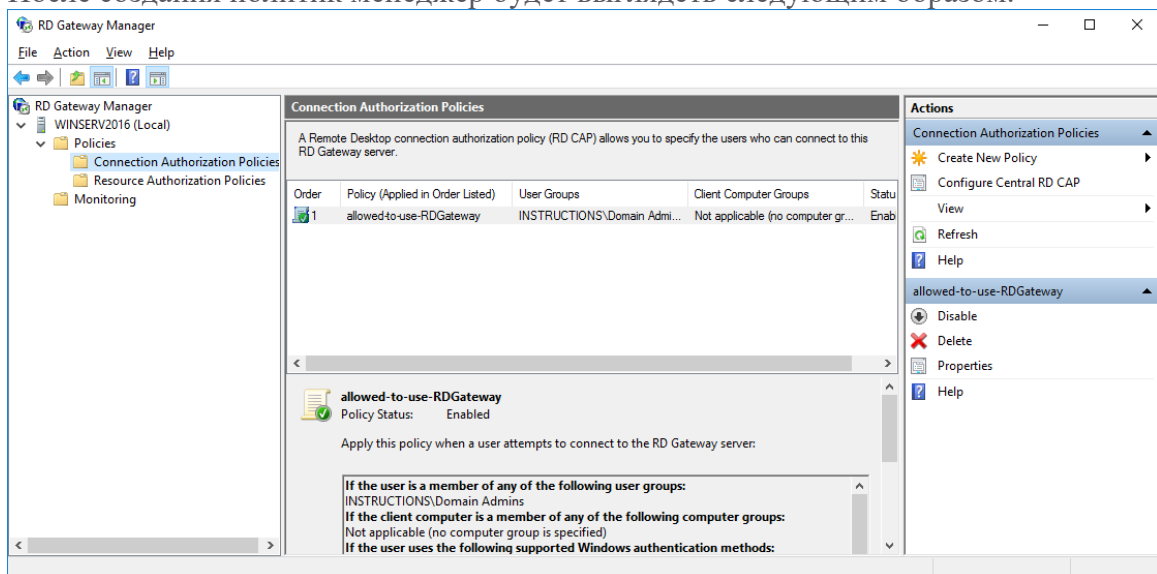 После создания политик менеджер будет выглядеть следующим образом:
RD Gateway Manager
File Action View Help
RD Gateway Manager
WINSERV2016 (Local)
Policies
Connection Authorization Policies
Resource Authorization Policies
Monitoring
Connection Authorization Policies
A Remote Desktop connection authorization policy (RD CAP) allows you to specify the users who can connect to this
RD Gateway server.
Order Policy (Applied in Order Listed) User Groups Client Computer Groups Statu
1 allowed-to-use-RDGateway INSTRUCTIONS\Domain Admi... Not applicable (no computer gr... Enab
allowed-to-use-RDGateway
Policy Status: Enabled
Apply this policy when a user attempts to connect to the RD Gateway server:
If the user is a member of any of the following user groups:
INSTRUCTIONS\Domain Admins
If the client computer is a member of any of the following computer groups:
Not applicable (no computer group is specified)
If the user uses the following supported Windows authentication methods:
Actions
Connection Authorization Policies
Create New Policy
Configure Central RD CAP
View
Refresh
Help
allowed-to-use-RDGateway
Disable
Delete
Properties
Help